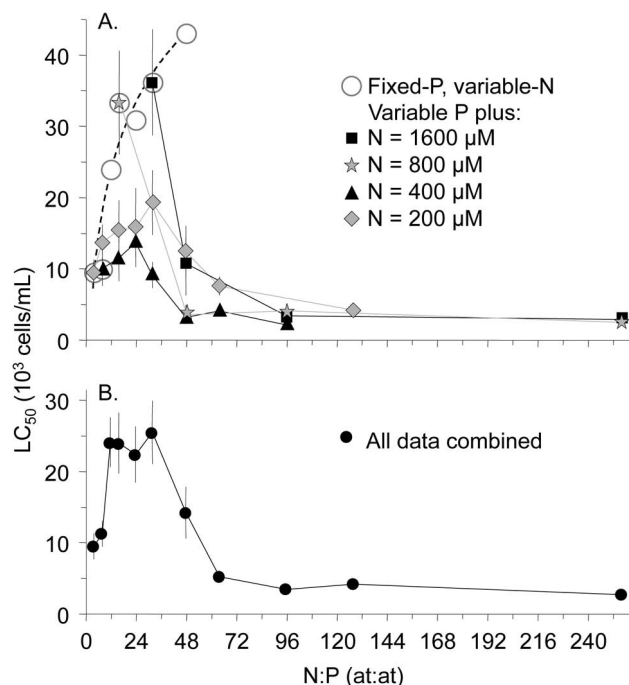 A.
40
30
20
10
0
Fixed-P, variable-N
Variable P plus:
N = 1600 µM
N = 800 µM
N = 400 µM
N = 200 µM
LC₅₀ (10³ cells/mL)
B.
30
20
10
0
All data combined
0 24 48 72 96 120 144 168 192 216 240
N:P (at:at)